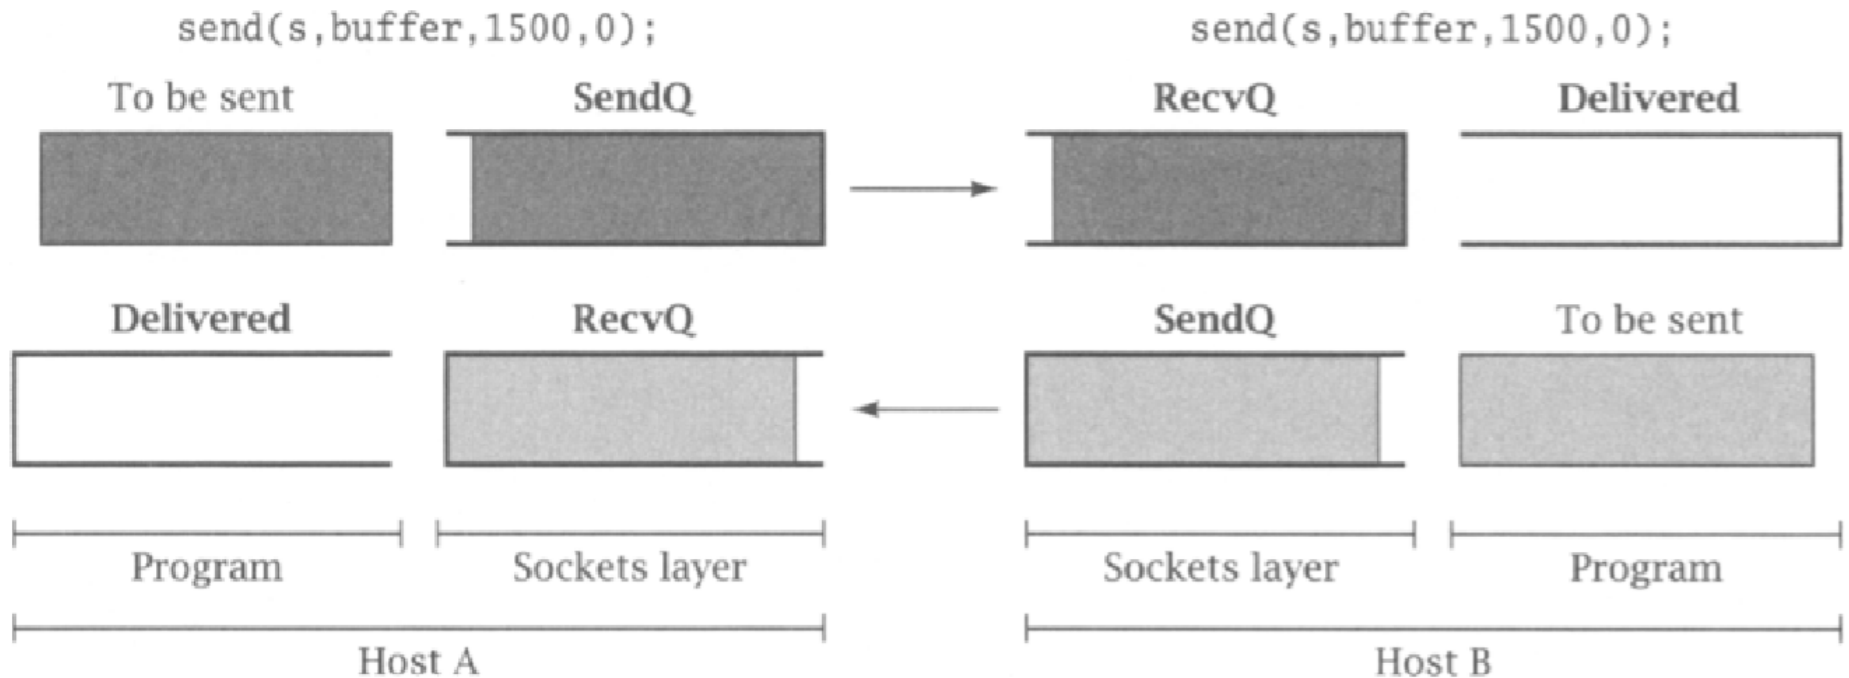 send(s,buffer,1500,0); send(s,buffer,1500,0);
To be sent SendQ RecvQ Delivered
Delivered RecvQ SendQ To be sent
Program Sockets layer Sockets layer Program
Host A Host B